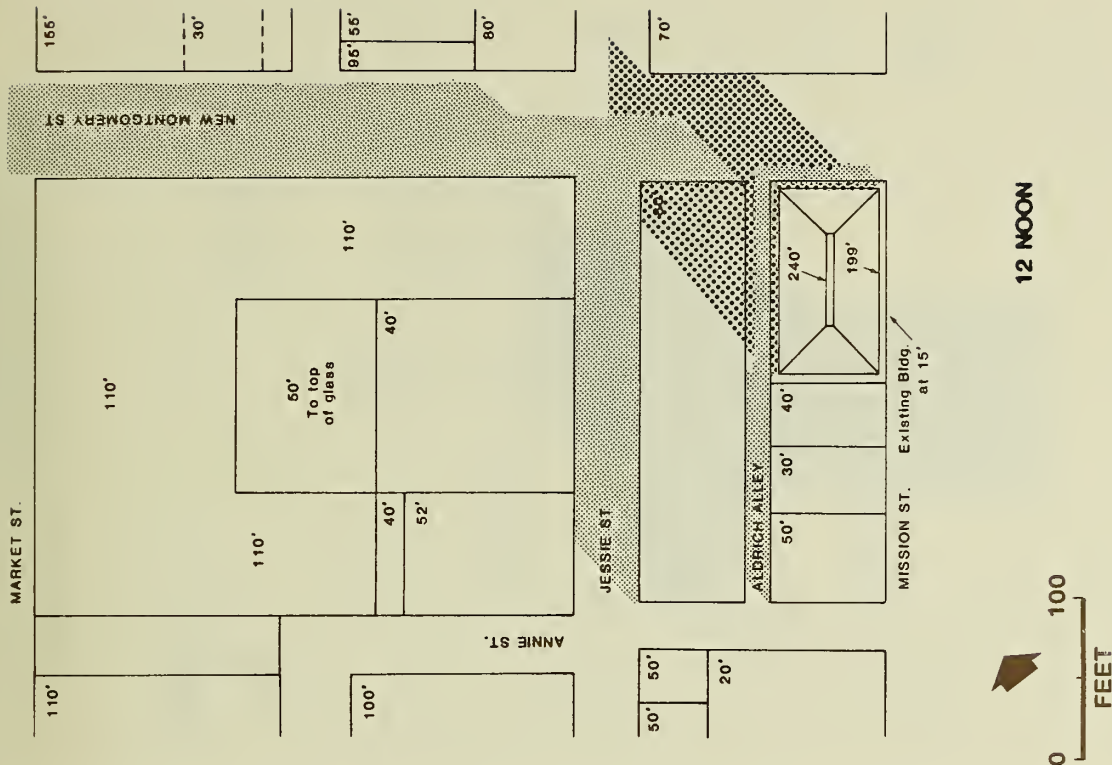 155'
30'
95' 55'
80'
70'
NEW MONTGOMERY ST
MARKET ST.
110'
110'
110'
50'
To top
of glass
40'
40'
52'
110'
100'
ANNIE ST.
JESSIE ST.
ALDRICH ALLEY
MISSION ST.
240'
199'
Existing Bldg.
at 15'
40'
30'
50'
50'
50'
20'
12 NOON
0
100
FEET